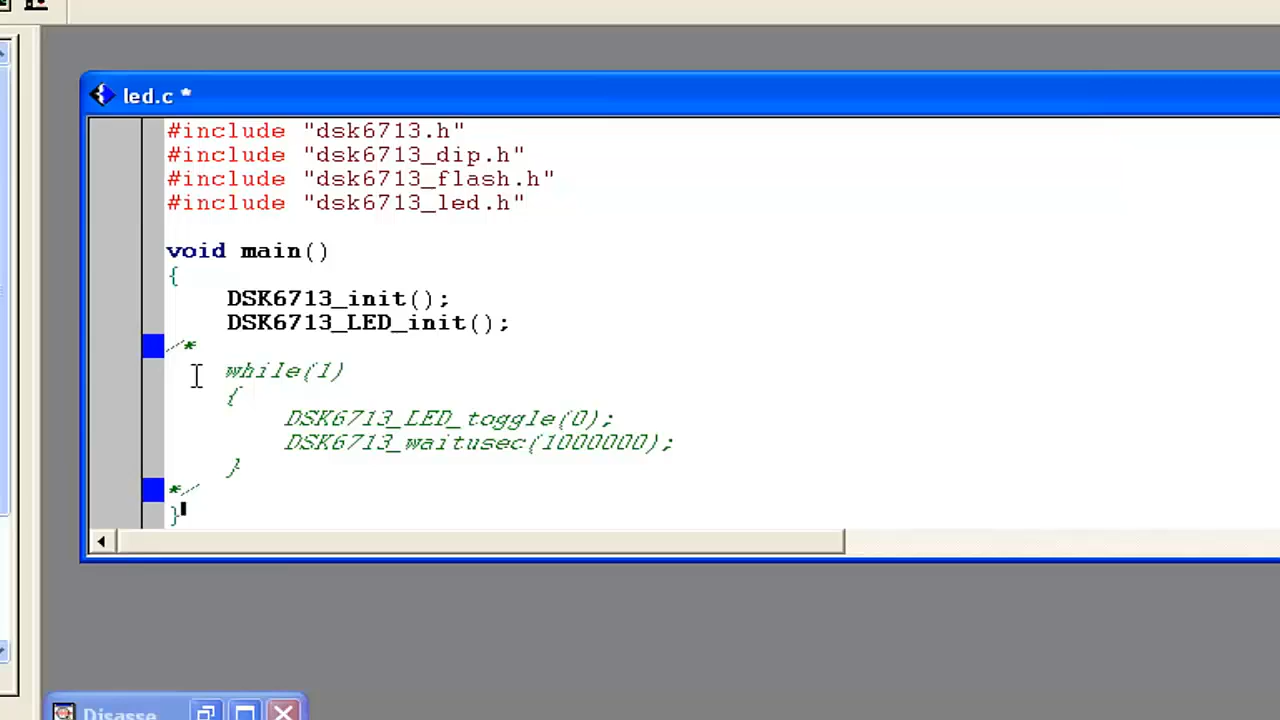 led.c *
#include "dsk6713.h"
#include "dsk6713_dip.h"
#include "dsk6713_flash.h"
#include "dsk6713_led.h"
void main()
{
DSK6713_init();
DSK6713_LED_init();
/*
while(1)
{
DSK6713_LED_toggle(0);
DSK6713_waitusec(1000000);
}
*/
}
Disasse